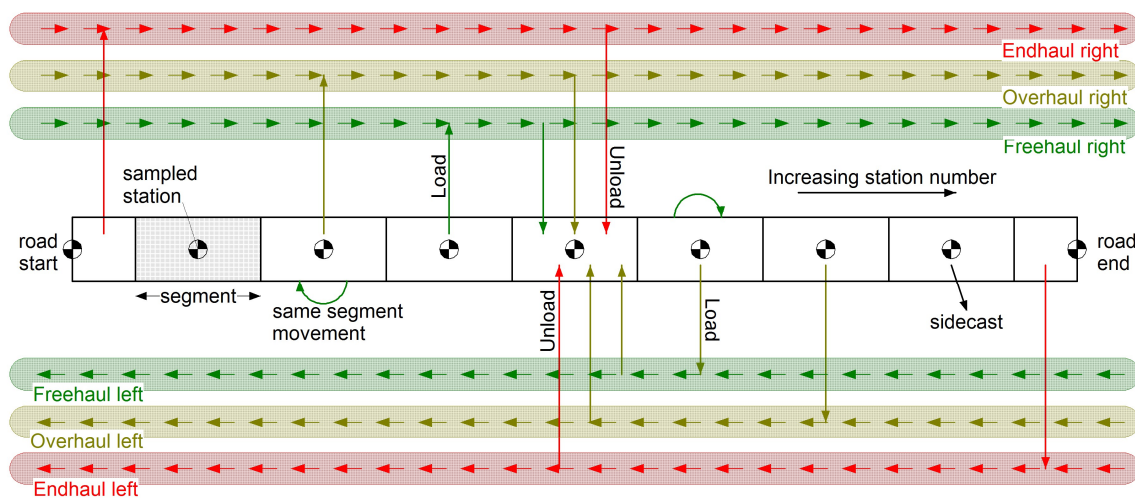 Endhaul right
Overhaul right
Freehaul right
Load
Unload
sampled
station
Increasing station number
road
start
road
end
segment
same segment
movement
Unload
Load
sidecast
Freehaul left
Overhaul left
Endhaul left